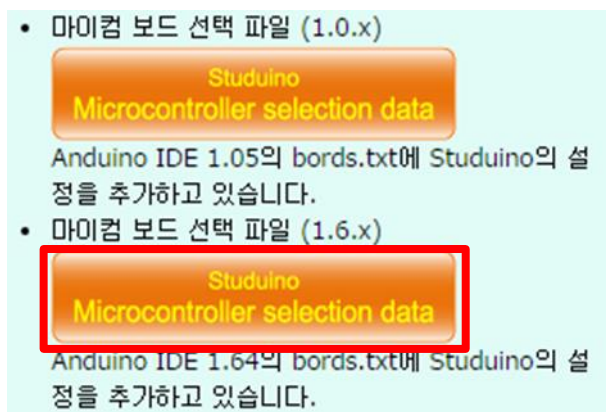 • 마이컴 보드 선택 파일 (1.0.x)
Studuino
Microcontroller selection data
Anduino IDE 1.05의 bords.txt에 Studuino의 설
정을 추가하고 있습니다.
• 마이컴 보드 선택 파일 (1.6.x)
Studuino
Microcontroller selection data
Anduino IDE 1.64의 bords.txt에 Studuino의 설
정을 추가하고 있습니다.